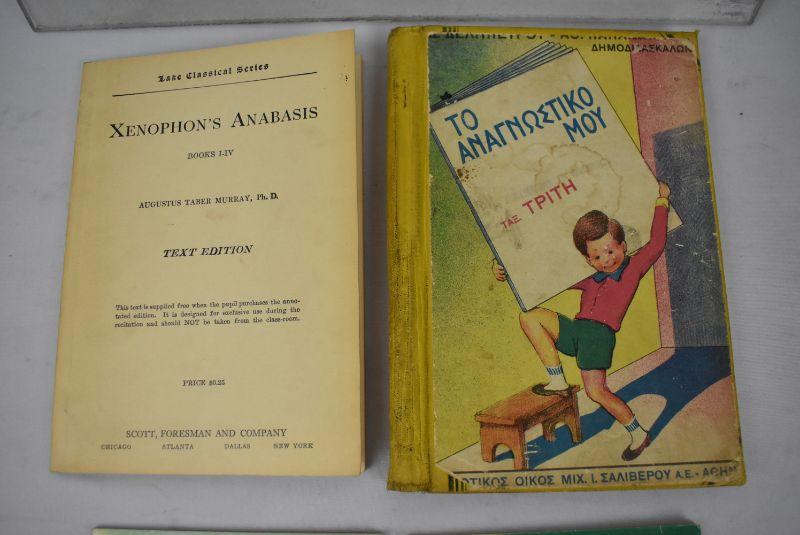 Lake Classical Series
XENOPHON'S ANABASIS
BOOKS I-IV
AUGUSTUS TABER MURRAY, Ph. D.
TEXT EDITION
This text is supplied free when the pupil purchases the anno-
tated edition. It is designed for exclusive use during the
recitation and should NOT be taken from the class-room.
PRICE $0.25
SCOTT, FORESMAN AND COMPANY
CHICAGO ATLANTA DALLAS NEW YORK
ΔΗΜΟΔΙΔΑΣΚΑΛΩΝ
ΤΟ
ΑΝΑΓΝΩΣΤΙΚΟ
ΜΟΥ
ΤΑΞ ΤΡΙΤΗ
ΟΤΙΚΟΣ ΟΙΚΟΣ ΜΙΧ. Ι. ΣΑΛΙΒΕΡΟΥ Α.Ε. - ΑΘΗΝ